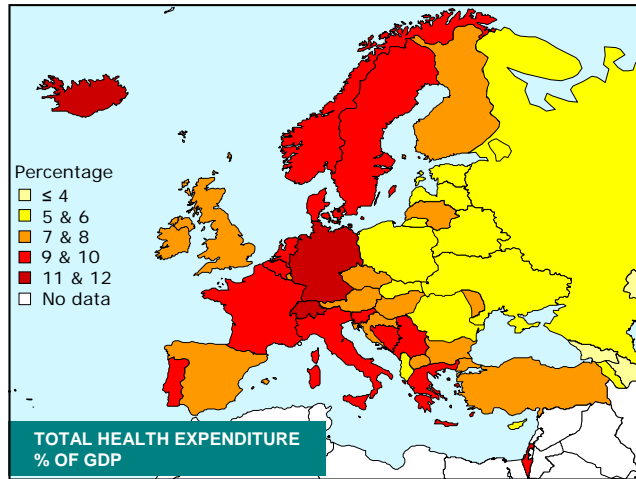 Percentage
≤ 4
5 & 6
7 & 8
9 & 10
11 & 12
No data
TOTAL HEALTH EXPENDITURE
% OF GDP